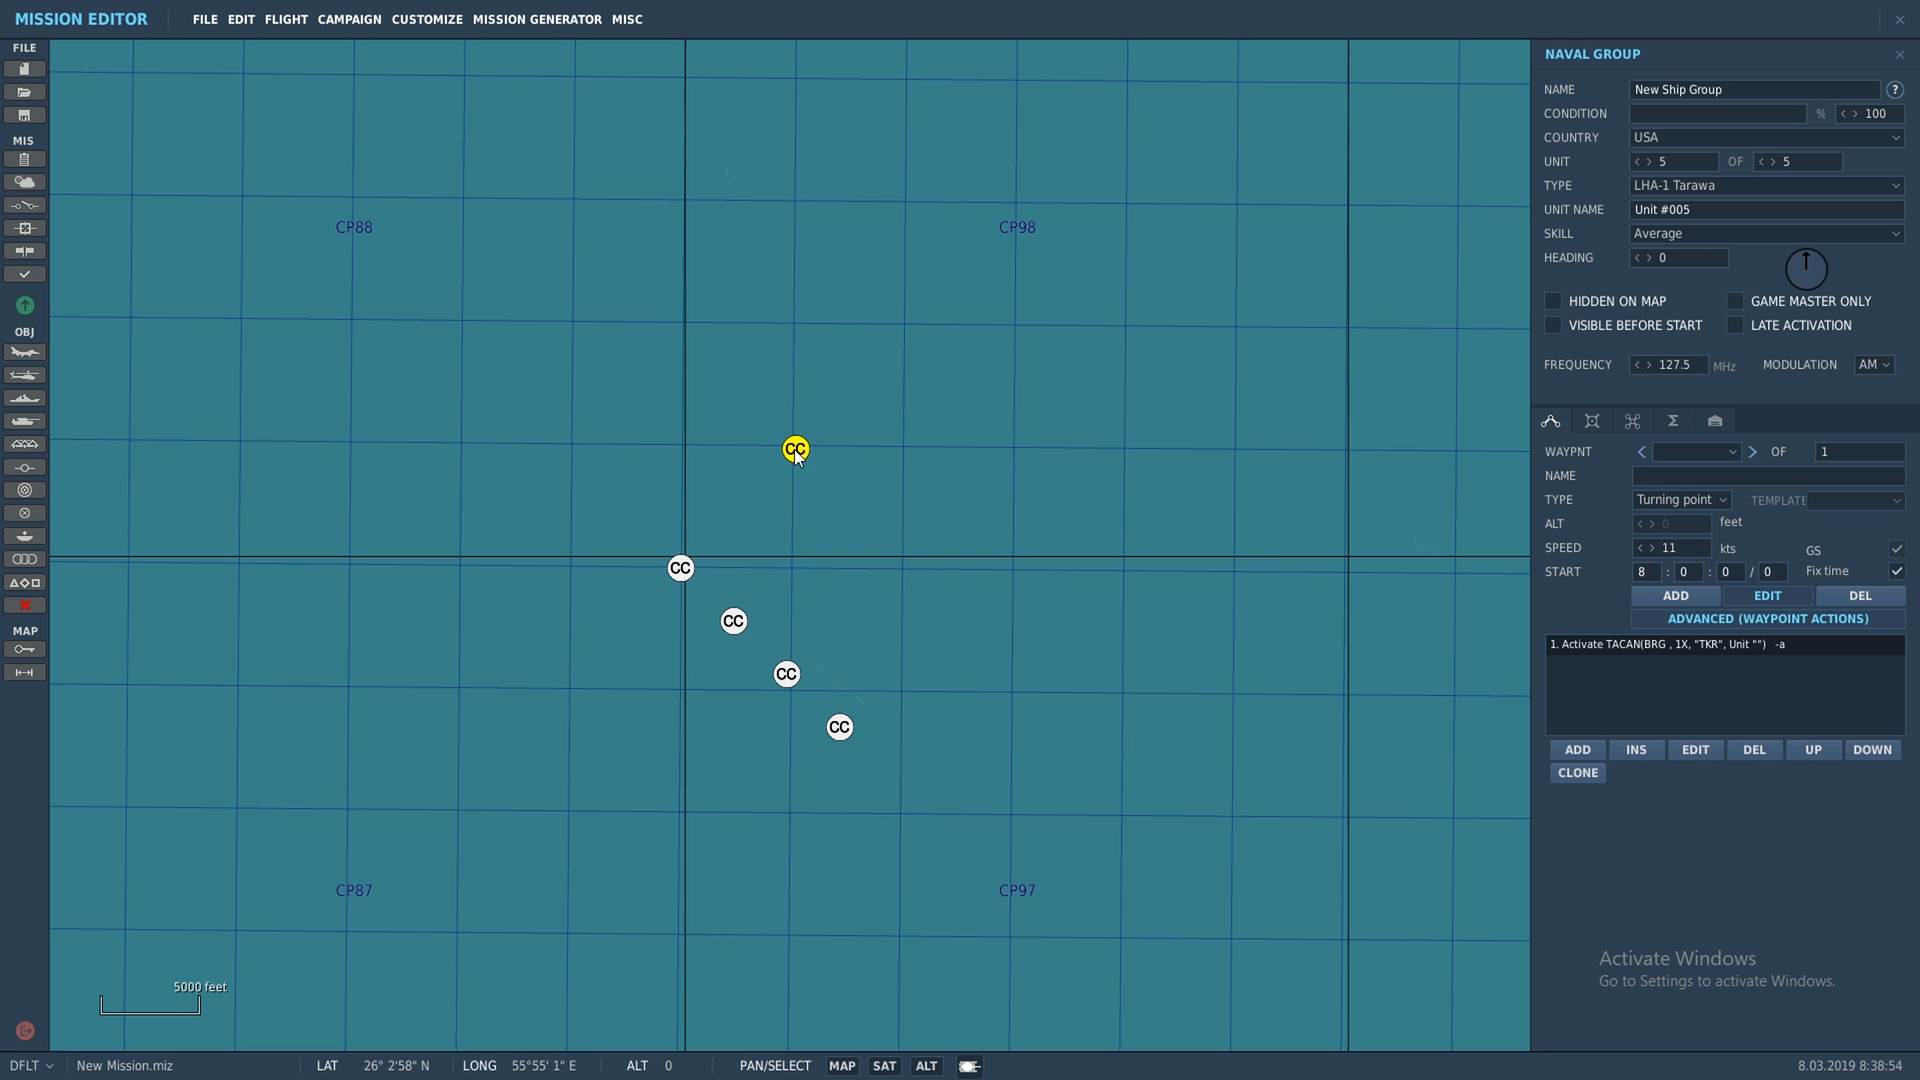 MISSION EDITOR FILE EDIT FLIGHT CAMPAIGN CUSTOMIZE MISSION GENERATOR MISC
FILE
MIS
OBJ
MAP
CP88
CP98
CC
CC
CC
CC
CC
CP87
CP97
5000 feet
NAVAL GROUP
NAME New Ship Group ?
CONDITION % < > 100
COUNTRY USA
UNIT < > 5 OF < > 5
TYPE LHA-1 Tarawa
UNIT NAME Unit #005
SKILL Average
HEADING < > 0
HIDDEN ON MAP GAME MASTER ONLY
VISIBLE BEFORE START LATE ACTIVATION
FREQUENCY < > 127.5 MHz MODULATION AM
WAYPNT < > OF 1
NAME
TYPE Turning point TEMPLATE
ALT < > 0 feet
SPEED < > 11 kts GS
START 8 : 0 : 0 / 0 Fix time
ADD EDIT DEL
ADVANCED (WAYPOINT ACTIONS)
1. Activate TACAN(BRG , 1X, "TKR", Unit "") -a
ADD INS EDIT DEL UP DOWN
CLONE
Activate Windows
Go to Settings to activate Windows.
DFLT New Mission.miz LAT 26° 2'58" N LONG 55°55' 1" E ALT 0 PAN/SELECT MAP SAT ALT 8.03.2019 8:38:54